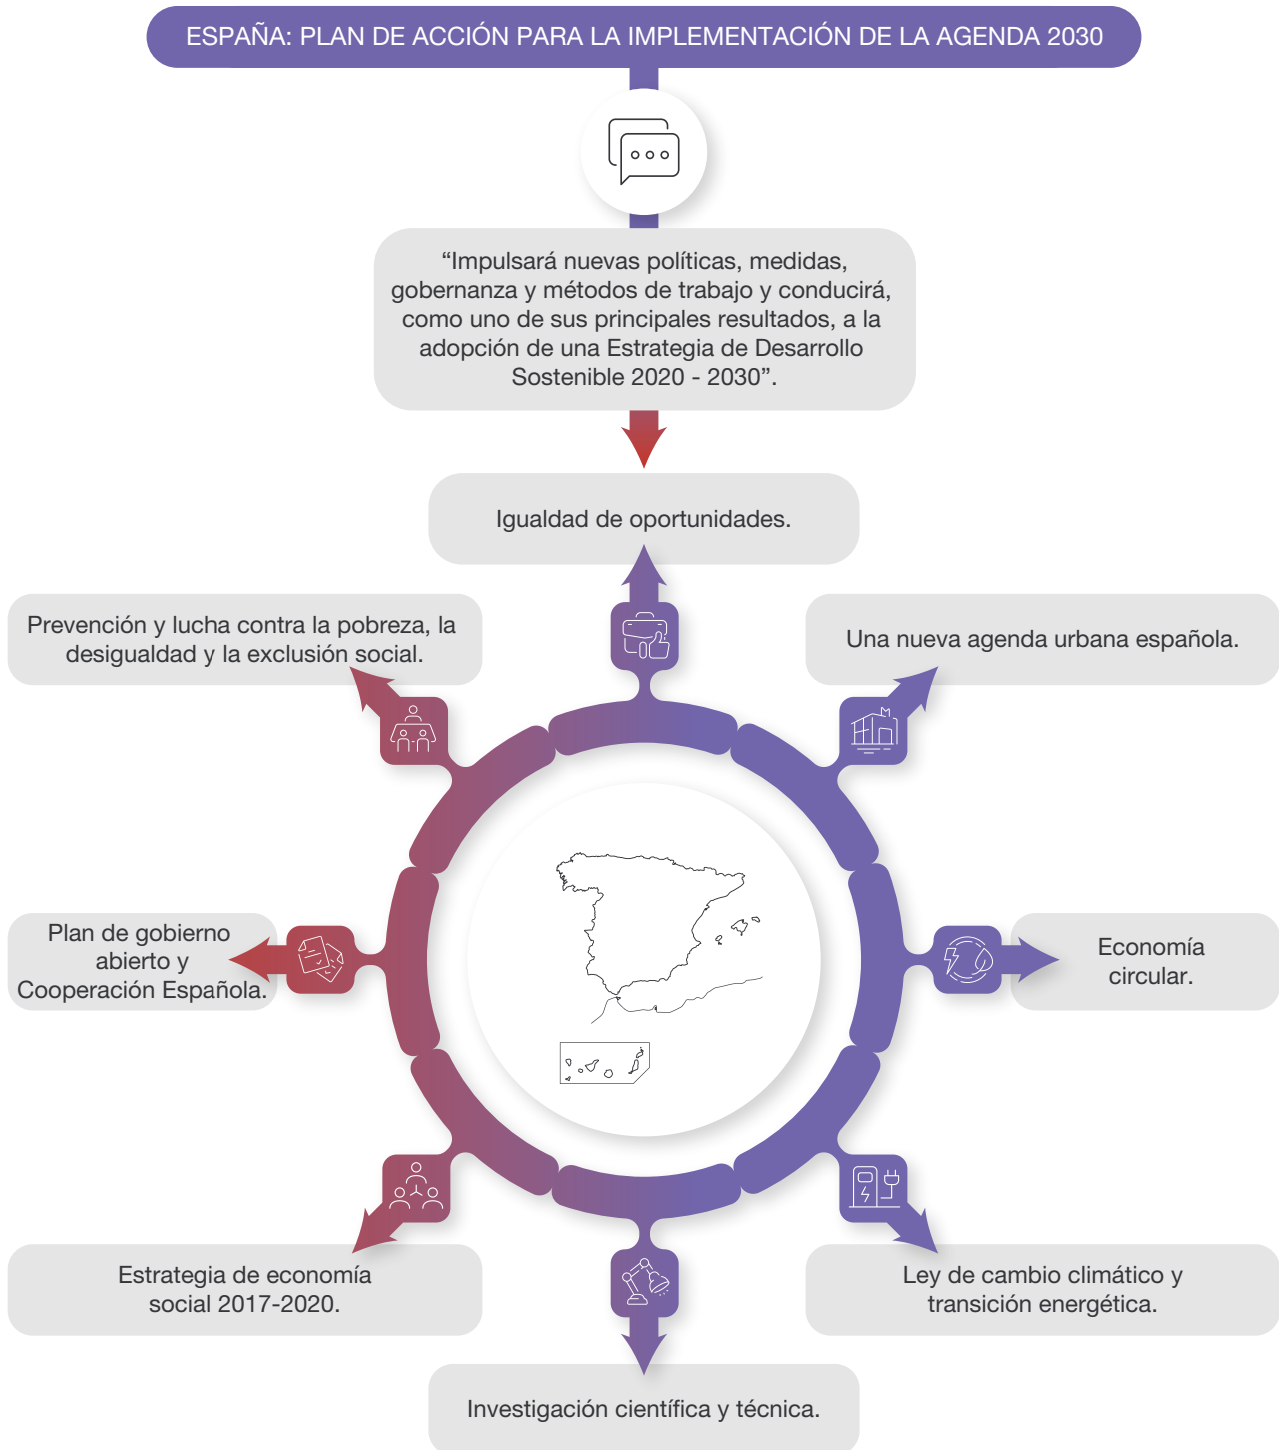 ESPAÑA: PLAN DE ACCIÓN PARA LA IMPLEMENTACIÓN DE LA AGENDA 2030
“Impulsará nuevas políticas, medidas,
gobernanza y métodos de trabajo y conducirá,
como uno de sus principales resultados, a la
adopción de una Estrategia de Desarrollo
Sostenible 2020 - 2030”.
Igualdad de oportunidades.
Prevención y lucha contra la pobreza, la
desigualdad y la exclusión social.
Una nueva agenda urbana española.
Plan de gobierno
abierto y
Cooperación Española.
Economía
circular.
Estrategia de economía
social 2017-2020.
Ley de cambio climático y
transición energética.
Investigación científica y técnica.